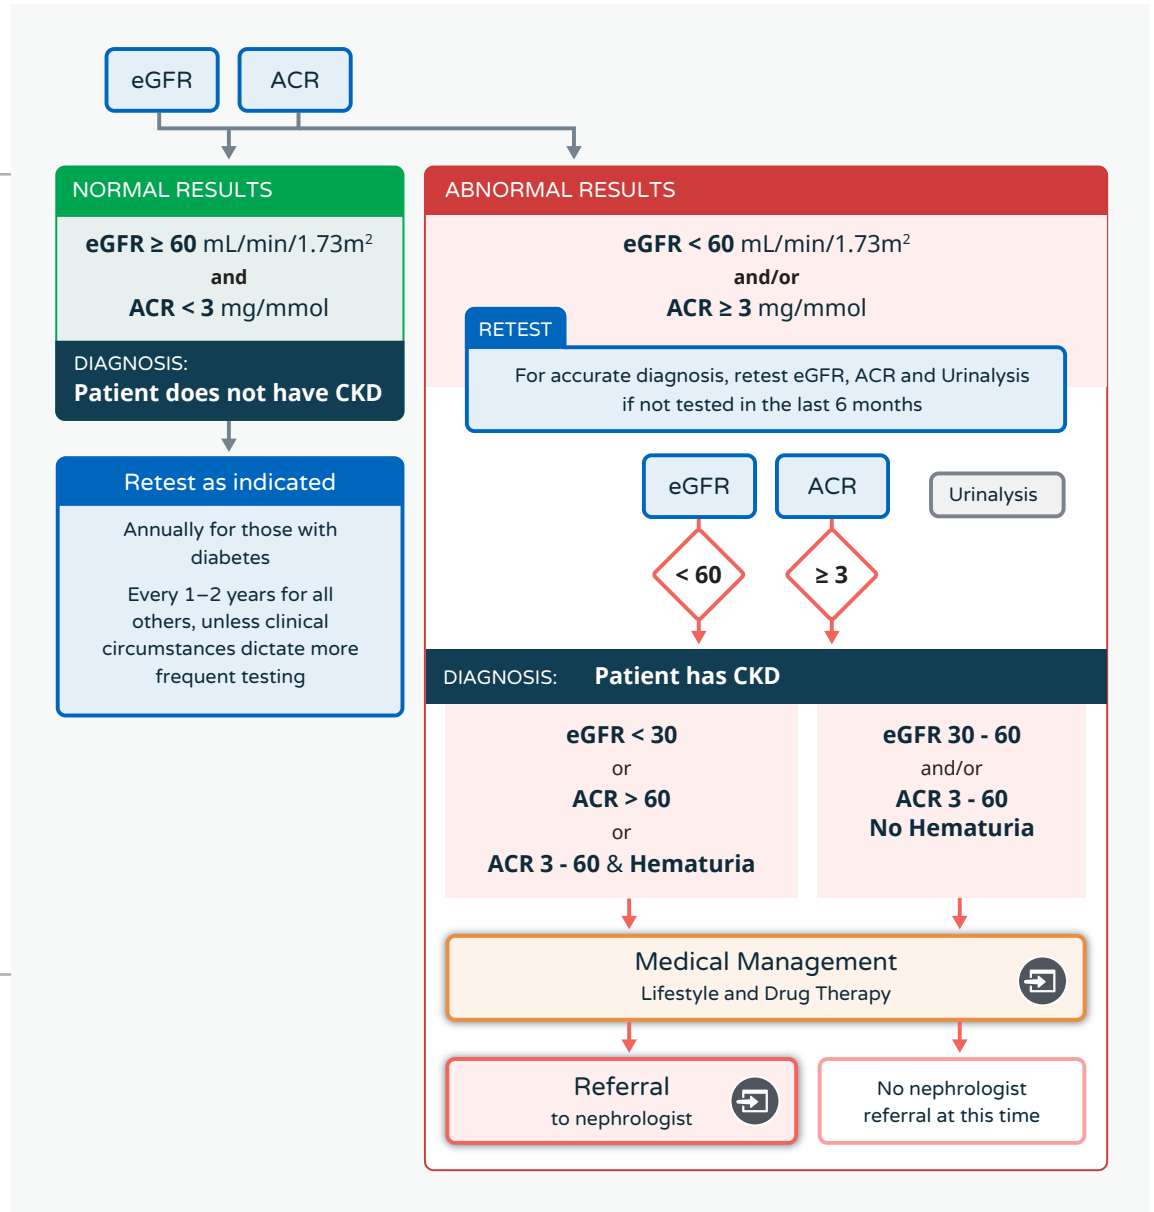 eGFR
ACR
NORMAL RESULTS
eGFR ≥ 60 mL/min/1.73m²
and
ACR < 3 mg/mmol
DIAGNOSIS:
Patient does not have CKD
Retest as indicated
Annually for those with
diabetes
Every 1–2 years for all
others, unless clinical
circumstances dictate more
frequent testing
ABNORMAL RESULTS
eGFR < 60 mL/min/1.73m²
and/or
ACR ≥ 3 mg/mmol
RETEST
For accurate diagnosis, retest eGFR, ACR and Urinalysis
if not tested in the last 6 months
eGFR
ACR
Urinalysis
< 60
≥ 3
DIAGNOSIS: Patient has CKD
eGFR < 30
or
ACR > 60
or
ACR 3 - 60 & Hematuria
eGFR 30 - 60
and/or
ACR 3 - 60
No Hematuria
Medical Management
Lifestyle and Drug Therapy
Referral
to nephrologist
No nephrologist
referral at this time